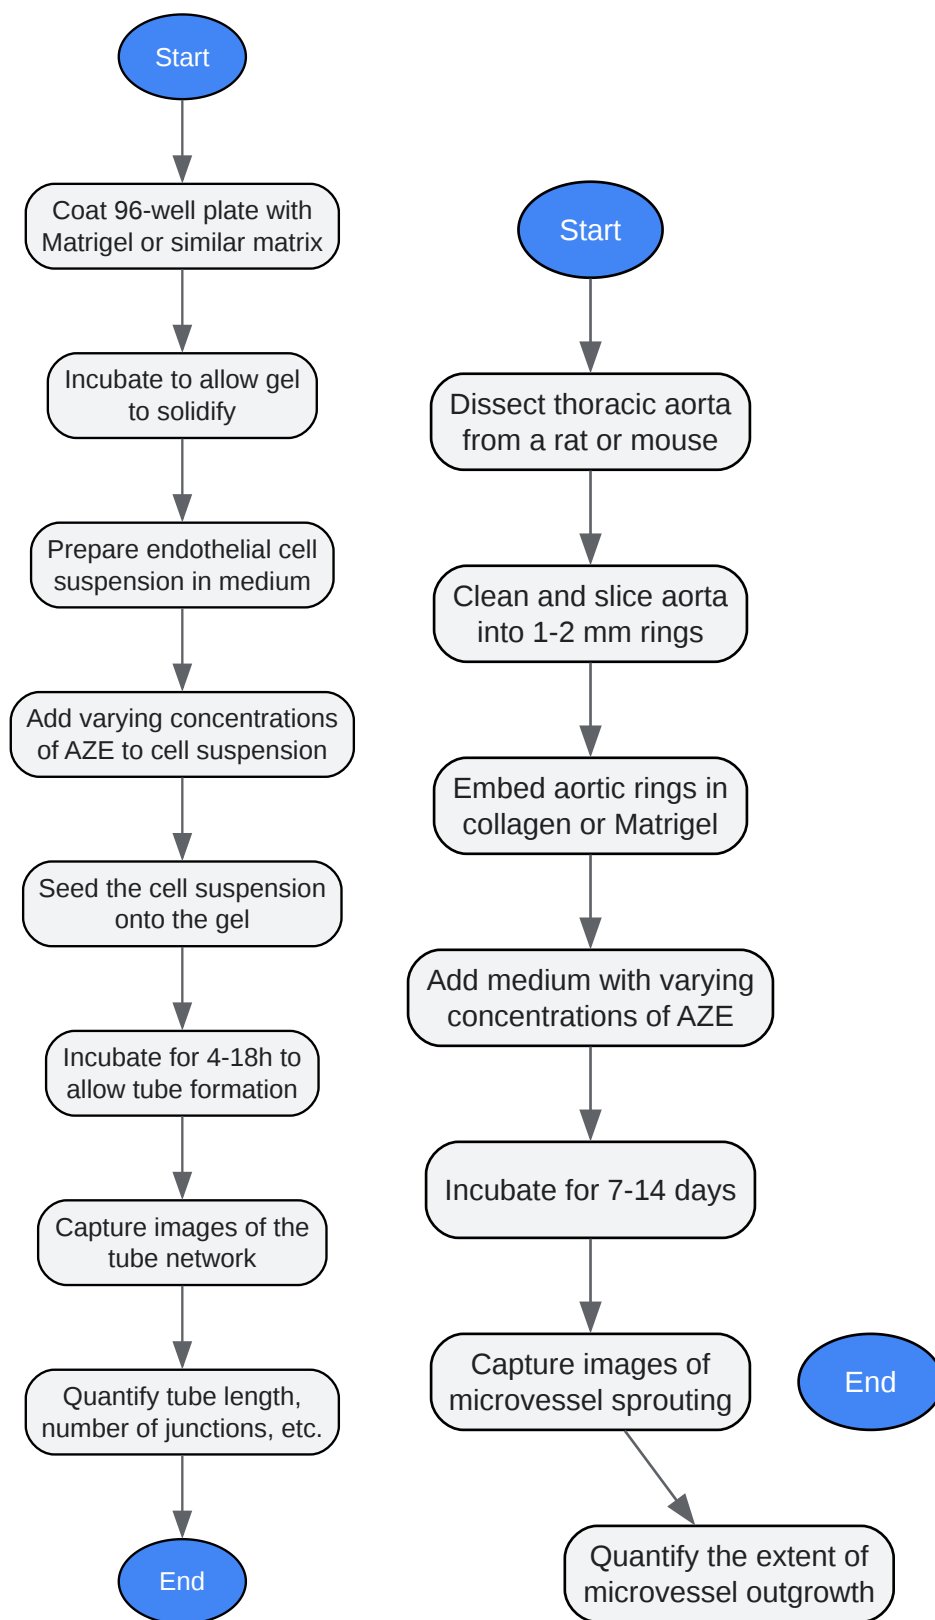 Start
Coat 96-well plate with
Matrigel or similar matrix
Incubate to allow gel
to solidify
Prepare endothelial cell
suspension in medium
Add varying concentrations
of AZE to cell suspension
Seed the cell suspension
onto the gel
Incubate for 4-18h to
allow tube formation
Capture images of the
tube network
Quantify tube length,
number of junctions, etc.
End
Start
Dissect thoracic aorta
from a rat or mouse
Clean and slice aorta
into 1-2 mm rings
Embed aortic rings in
collagen or Matrigel
Add medium with varying
concentrations of AZE
Incubate for 7-14 days
Capture images of
microvessel sprouting
End
Quantify the extent of
microvessel outgrowth